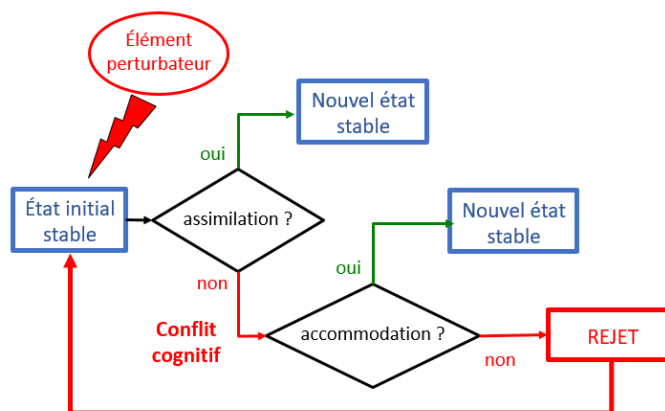 Élément
perturbateur
Nouvel état
stable
oui
État initial
stable
assimilation ?
Nouvel état
stable
oui
non
Conflit
cognitif
accommodation ?
non
REJET